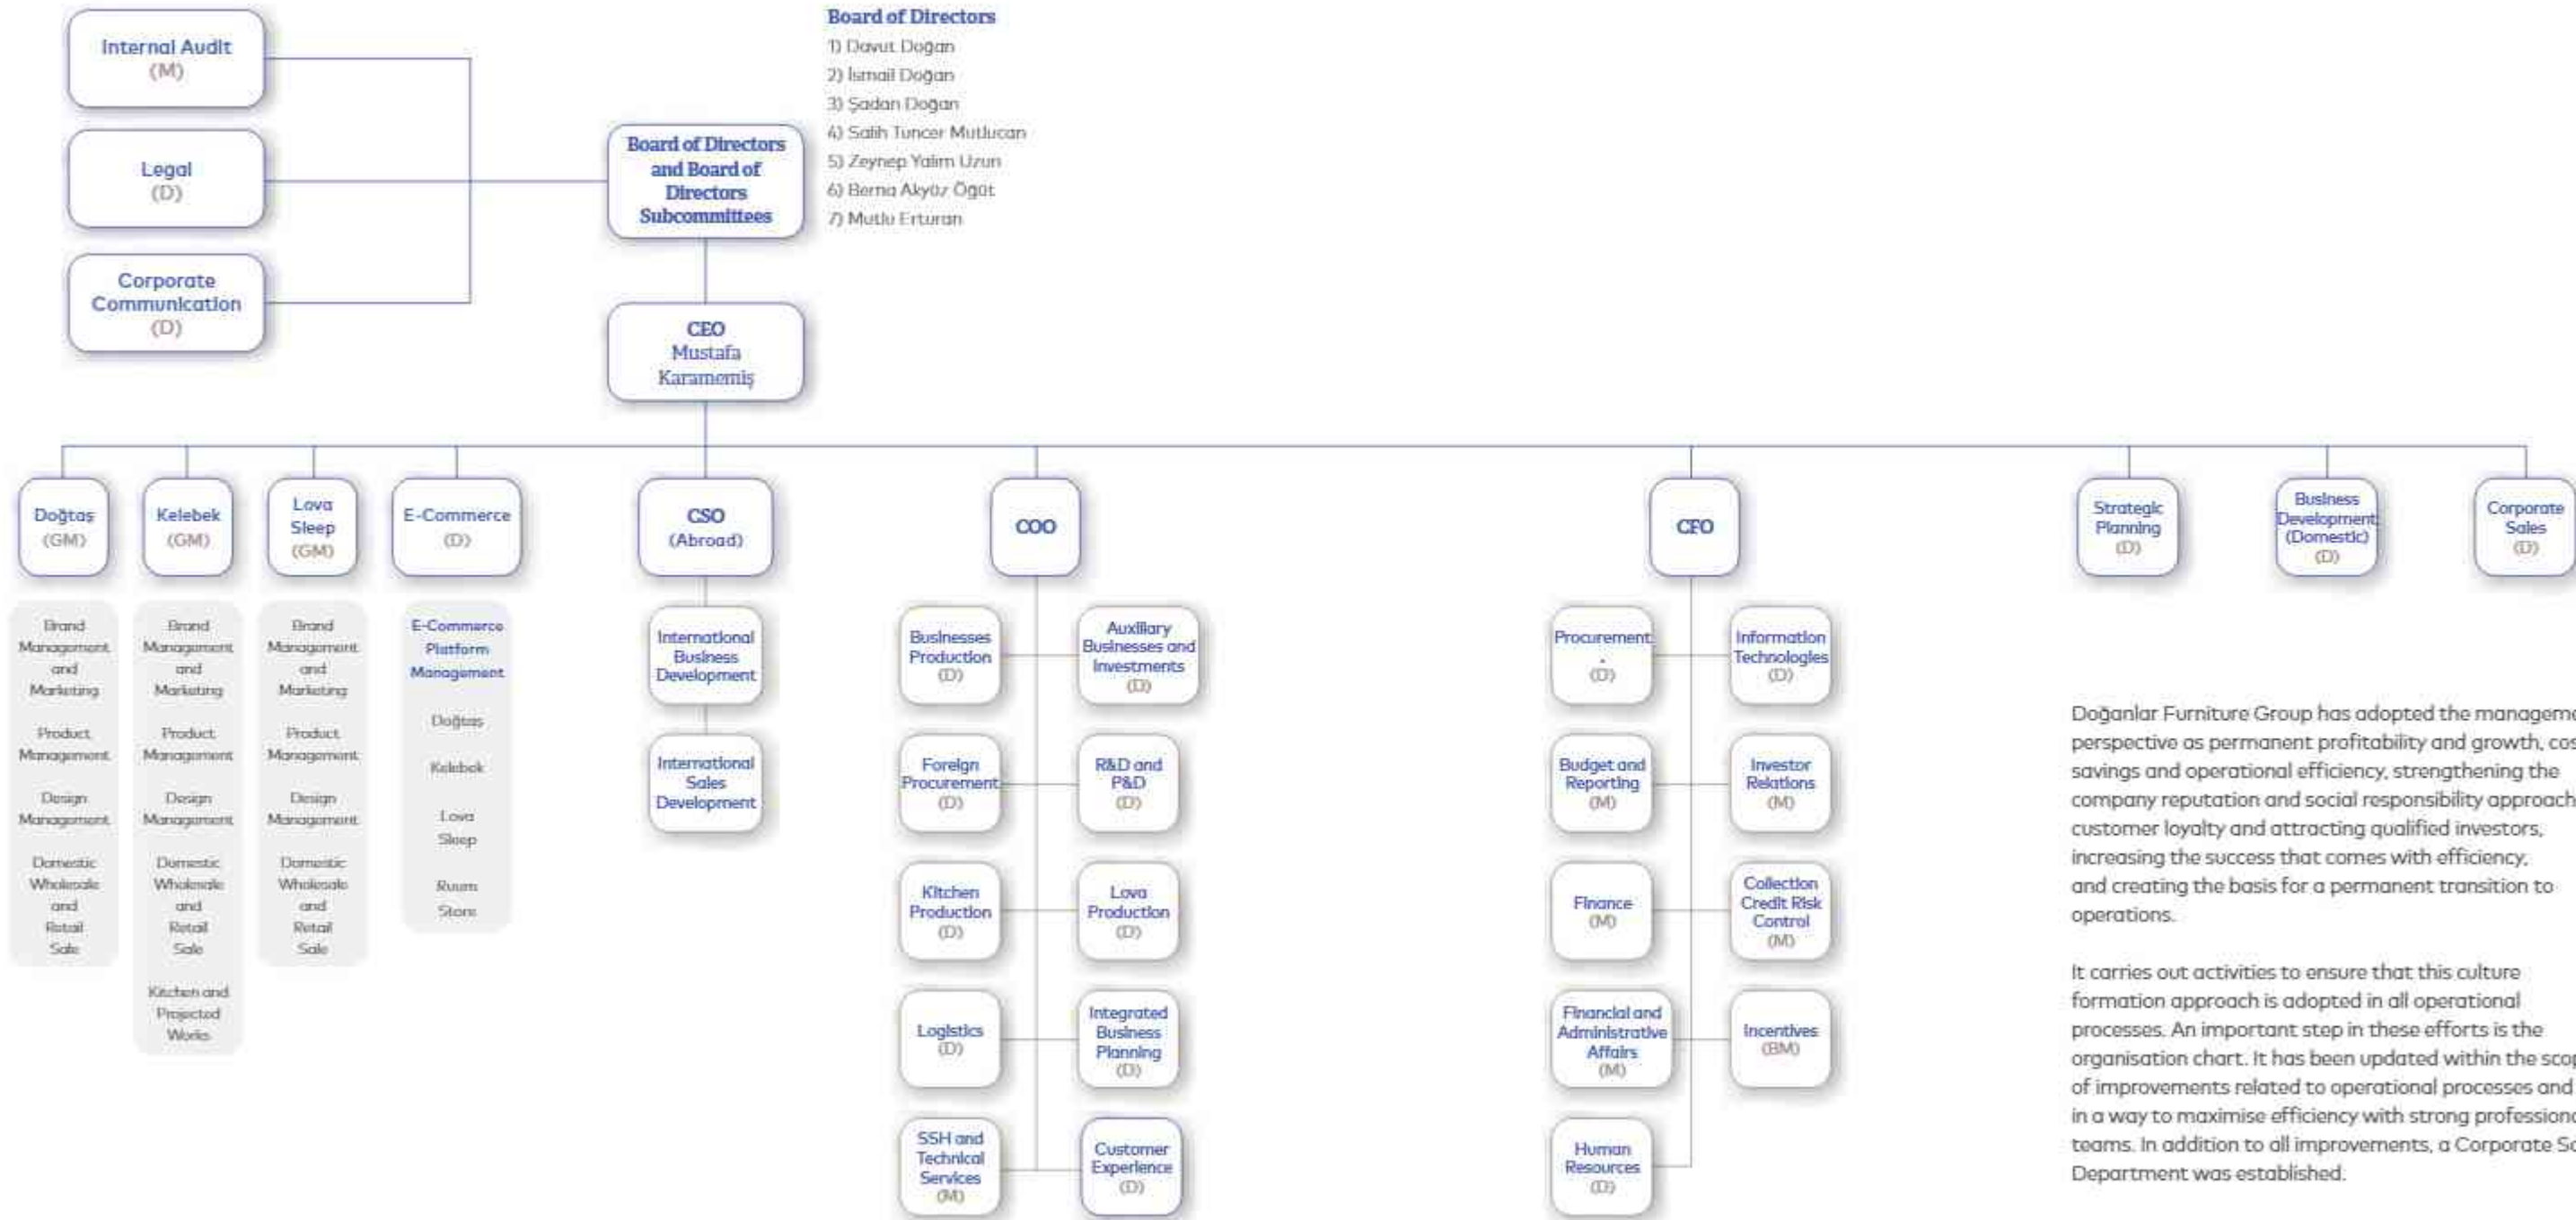 Board of Directors
1) Davut Doğan
2) İsmail Doğan
3) Şadan Doğan
4) Salih Tuncer Mutlucan
5) Zeynep Yalım Uzun
6) Berna Akyüz Öğüt
7) Mutlu Erturan
Internal Audit
(M)
Legal
(D)
Corporate
Communication
(D)
Board of Directors
and Board of
Directors
Subcommittees
CEO
Mustafa
Karamemiş
Doğtaş
(GM)
Kelebek
(GM)
Lova
Sleep
(GM)
E-Commerce
(D)
CSO
(Abroad)
COO
CFO
Strategic
Planning
(D)
Business
Development
(Domestic)
(D)
Corporate
Sales
(D)
Brand
Management
and
Marketing
Product
Management
Design
Management
Domestic
Wholesale
and
Retail
Sale
Brand
Management
and
Marketing
Product
Management
Design
Management
Domestic
Wholesale
and
Retail
Sale
Kitchen and
Projected
Works
Brand
Management
and
Marketing
Product
Management
Design
Management
Domestic
Wholesale
and
Retail
Sale
E-Commerce
Platform
Management
Doğtaş
Kelebek
Lova
Sleep
Ruum
Store
International
Business
Development
International
Sales
Development
Businesses
Production
(D)
Auxiliary
Businesses and
Investments
(D)
Foreign
Procurement
(D)
R&D and
P&D
(D)
Kitchen
Production
(D)
Lova
Production
(D)
Logistics
(D)
Integrated
Business
Planning
(D)
SSH and
Technical
Services
(M)
Customer
Experience
(D)
Procurement
.
(D)
Information
Technologies
(D)
Budget and
Reporting
(M)
Investor
Relations
(M)
Finance
(M)
Collection
Credit Risk
Control
(M)
Financial and
Administrative
Affairs
(M)
Incentives
(BM)
Human
Resources
(D)
Doğanlar Furniture Group has adopted the manageme
perspective as permanent profitability and growth, cos
savings and operational efficiency, strengthening the
company reputation and social responsibility approach
customer loyalty and attracting qualified investors,
increasing the success that comes with efficiency,
and creating the basis for a permanent transition to
operations.
It carries out activities to ensure that this culture
formation approach is adopted in all operational
processes. An important step in these efforts is the
organisation chart. It has been updated within the scop
of improvements related to operational processes and
in a way to maximise efficiency with strong profession
teams. In addition to all improvements, a Corporate Sa
Department was established.